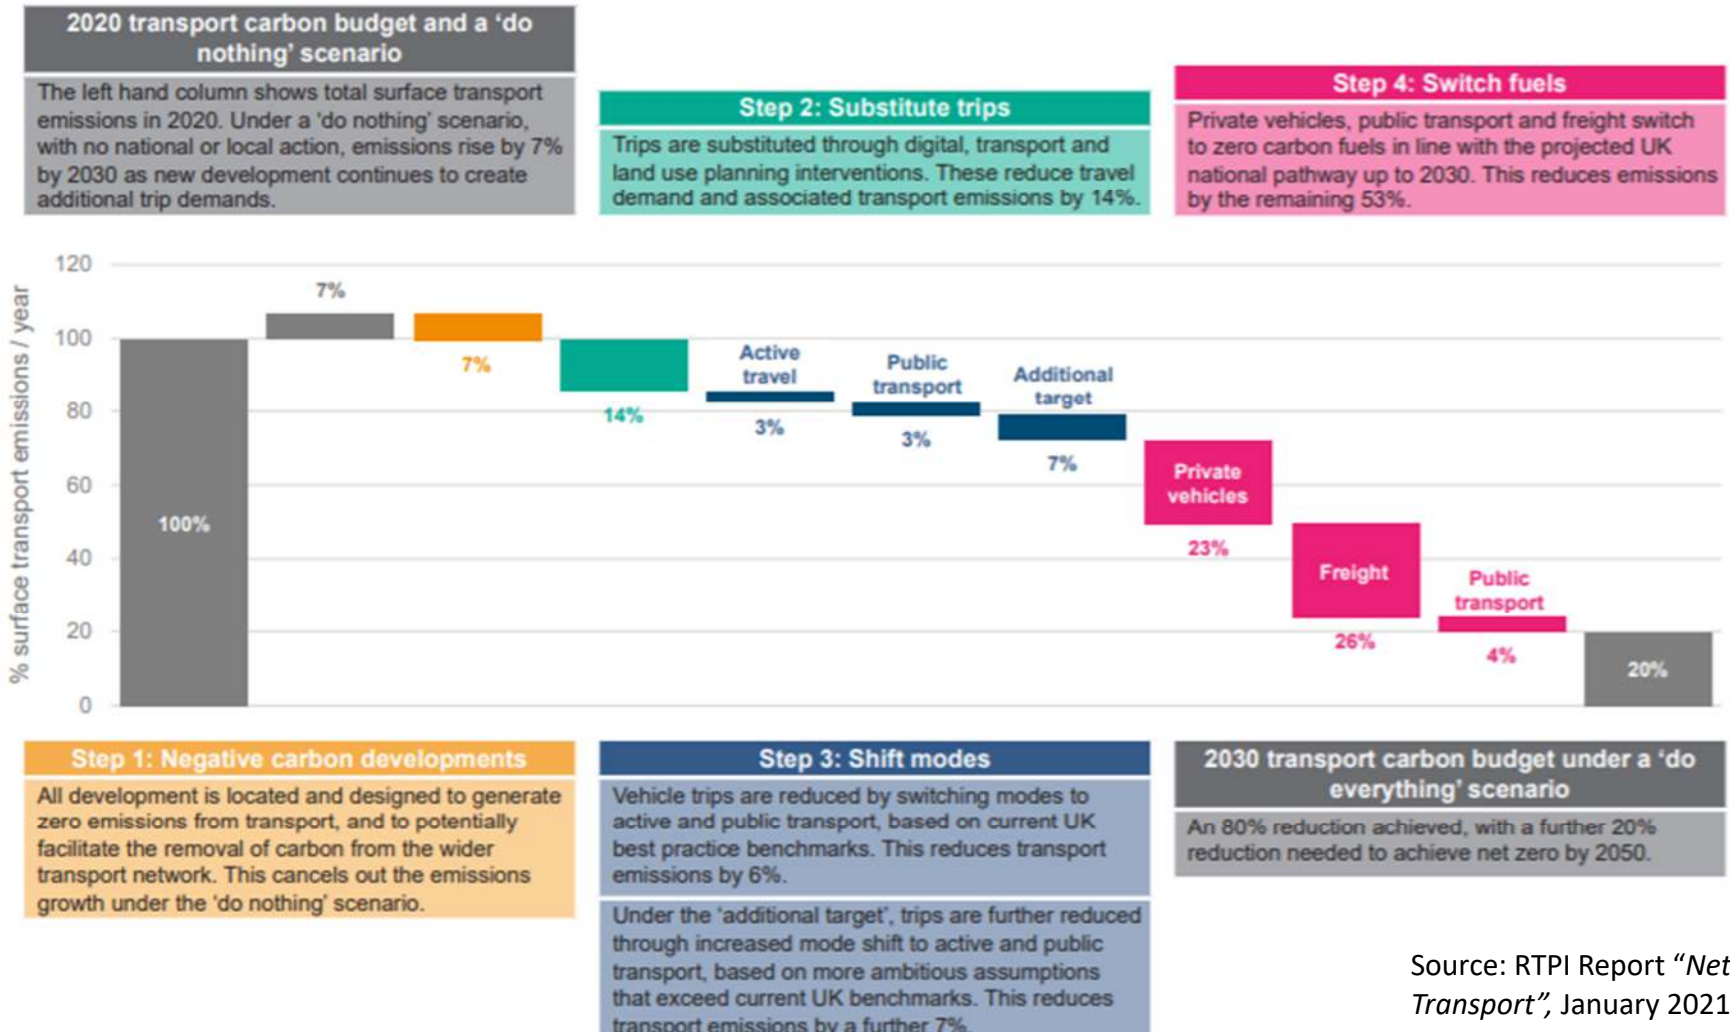 2020 transport carbon budget and a ‘do
nothing’ scenario
The left hand column shows total surface transport
emissions in 2020. Under a ‘do nothing’ scenario,
with no national or local action, emissions rise by 7%
by 2030 as new development continues to create
additional trip demands.
Step 2: Substitute trips
Trips are substituted through digital, transport and
land use planning interventions. These reduce travel
demand and associated transport emissions by 14%.
Step 4: Switch fuels
Private vehicles, public transport and freight switch
to zero carbon fuels in line with the projected UK
national pathway up to 2030. This reduces emissions
by the remaining 53%.
% surface transport emissions / year
120
100
80
60
40
20
0
100%
7%
7%
14%
Active
travel
3%
Public
transport
3%
Additional
target
7%
Private
vehicles
23%
Freight
26%
Public
transport
4%
20%
Step 1: Negative carbon developments
All development is located and designed to generate
zero emissions from transport, and to potentially
facilitate the removal of carbon from the wider
transport network. This cancels out the emissions
growth under the ‘do nothing’ scenario.
Step 3: Shift modes
Vehicle trips are reduced by switching modes to
active and public transport, based on current UK
best practice benchmarks. This reduces transport
emissions by 6%.
Under the ‘additional target’, trips are further reduced
through increased mode shift to active and public
transport, based on more ambitious assumptions
that exceed current UK benchmarks. This reduces
transport emissions by a further 7%.
2030 transport carbon budget under a ‘do
everything’ scenario
An 80% reduction achieved, with a further 20%
reduction needed to achieve net zero by 2050.
Source: RTPI Report “Net
Transport”, January 2021